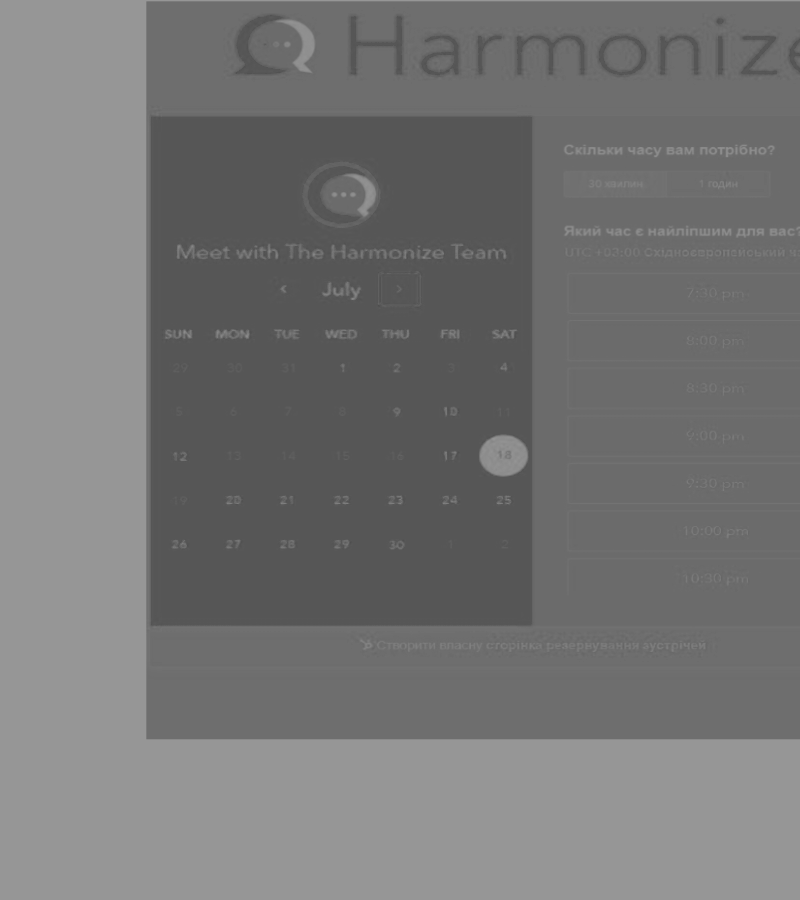 Harmonize
Meet with The Harmonize Team
‹ July ›
SUN MON TUE WED THU FRI SAT
29 30 31 1 2 3 4
5 6 7 8 9 10 11
12 13 14 15 16 17 18
19 20 21 22 23 24 25
26 27 28 29 30 1 2
Скільки часу вам потрібно?
30 хвилин 1 годин
Який час є найліпшим для вас?
UTC +02:00 Східноєвропейський
7:30 pm
8:00 pm
8:30 pm
9:00 pm
9:30 pm
10:00 pm
10:30 pm
Створити власну сторінку резервування зустрічей